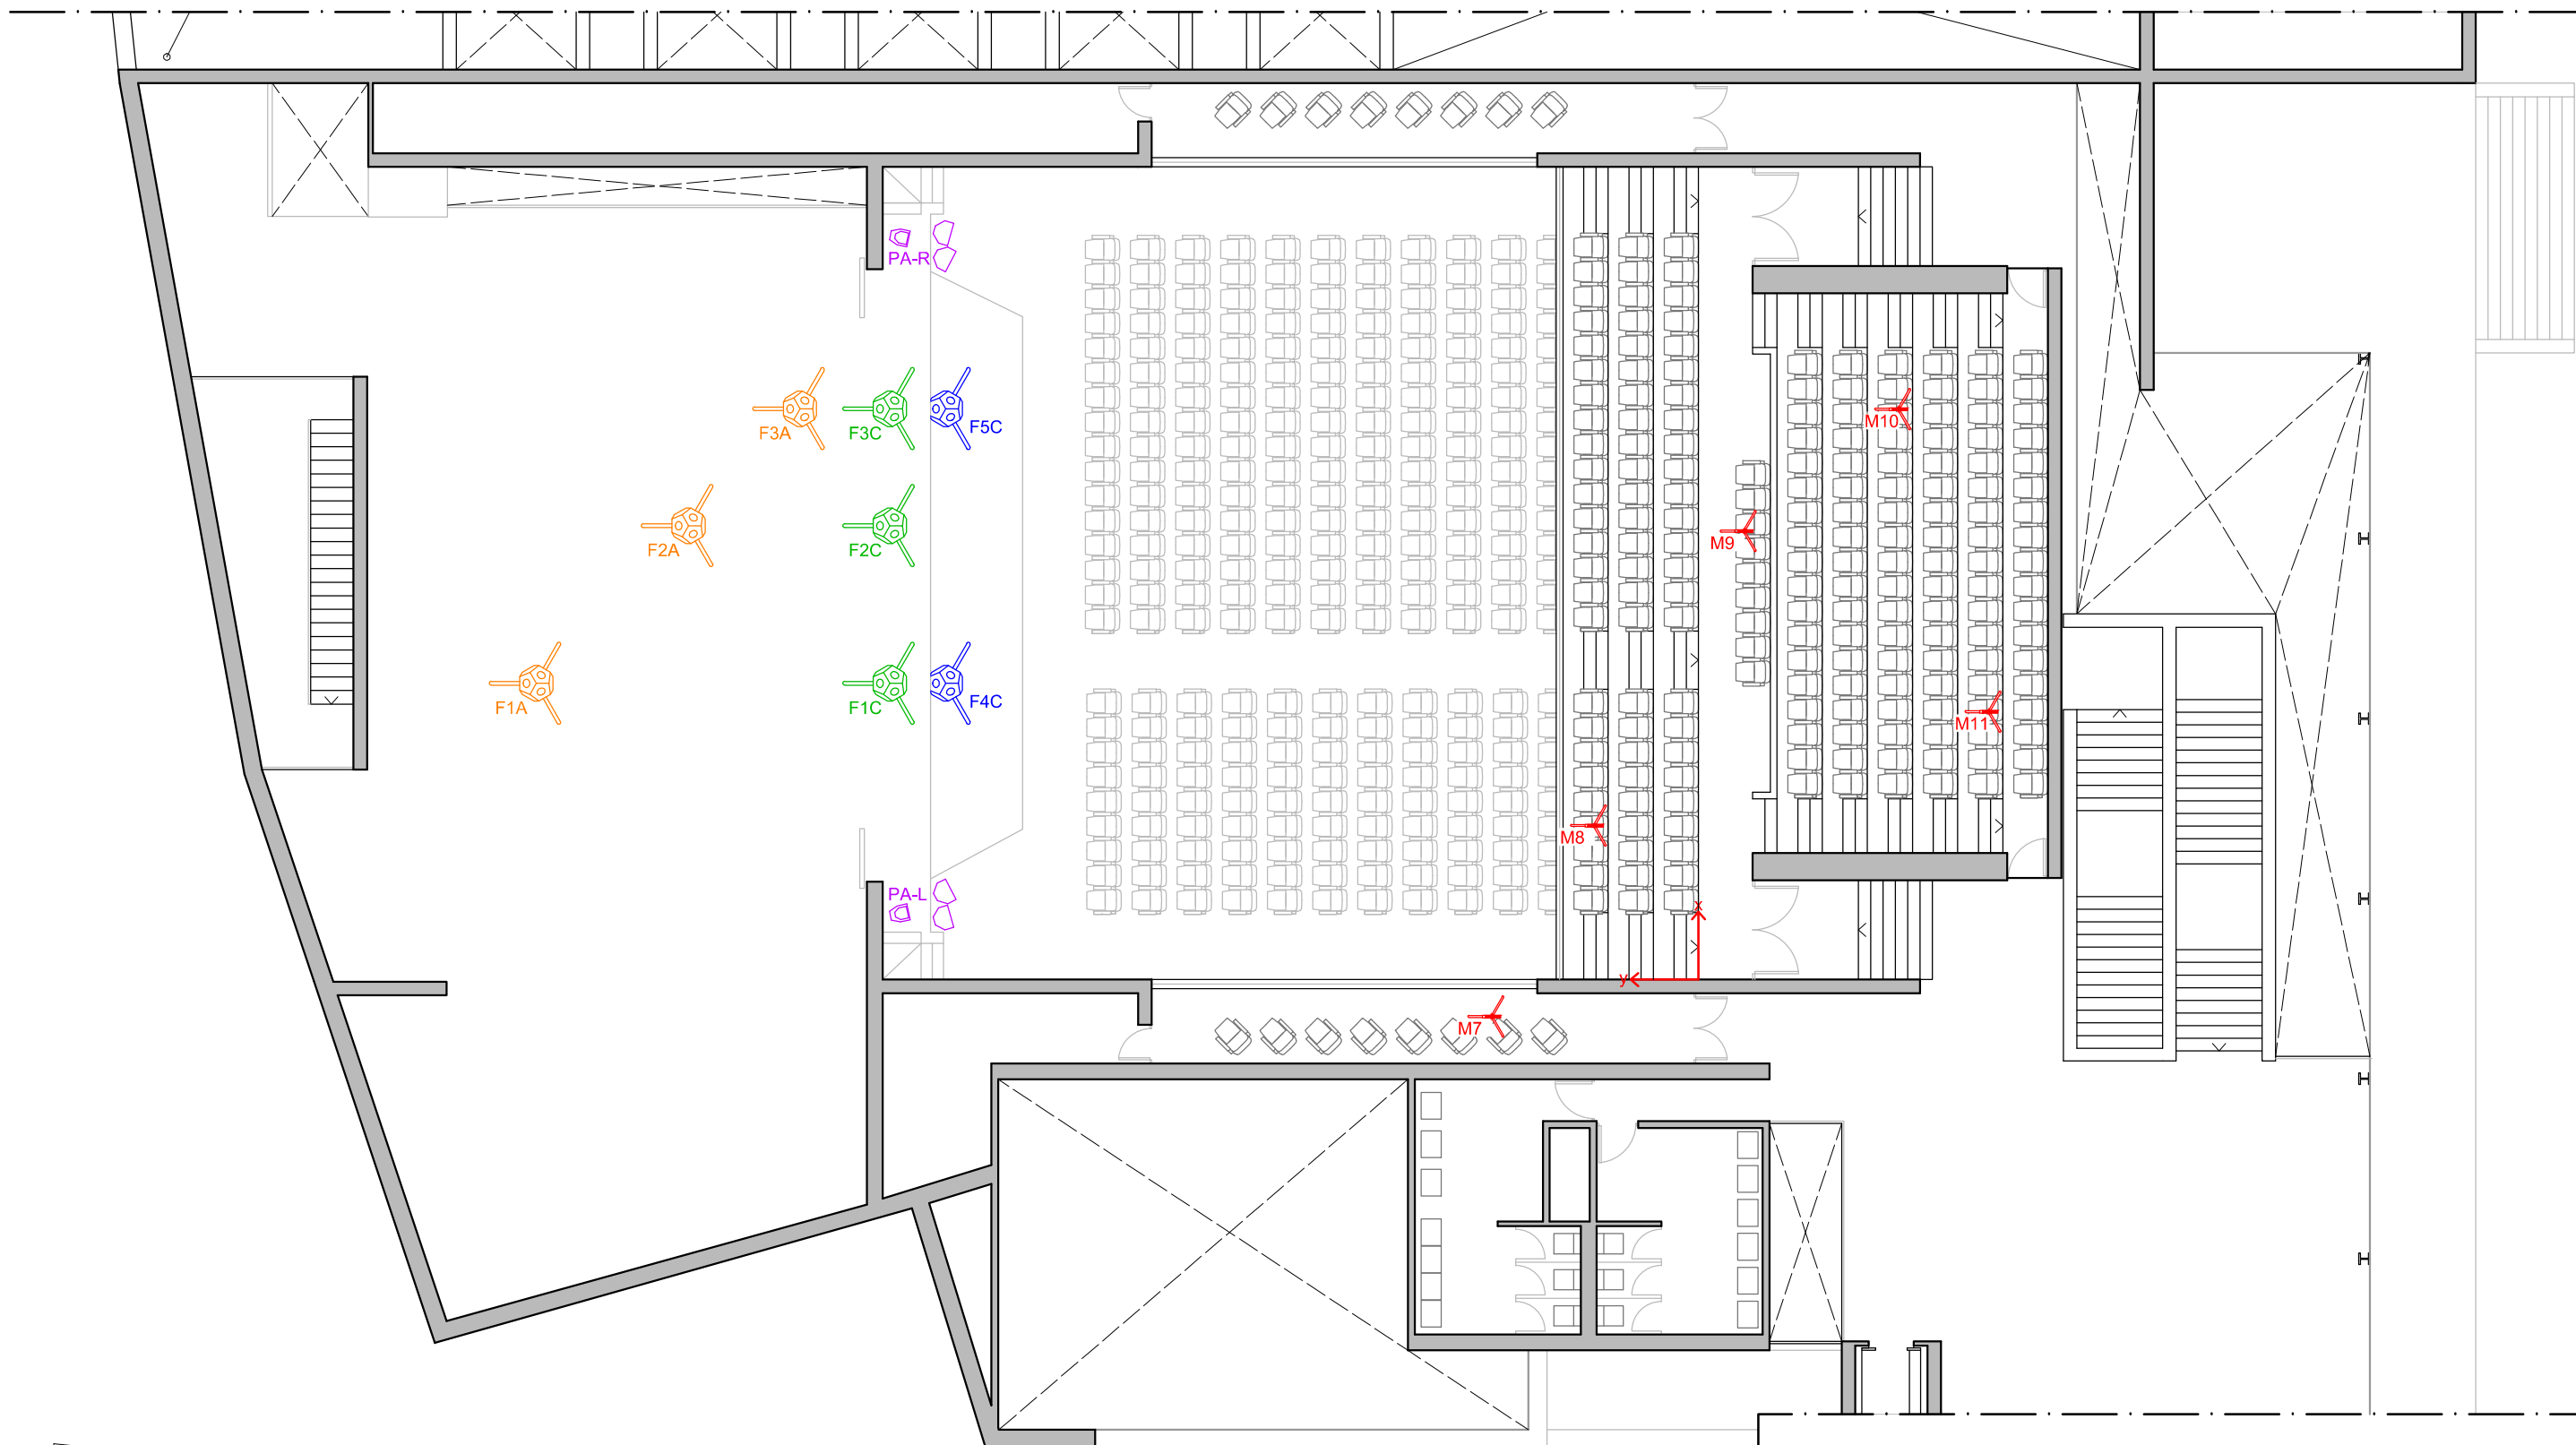 PA-R
F3A
F3C
F5C
M10
F2A
F2C
M9
F1A
F1C
F4C
M11
M8
PA-L
x
y
M7